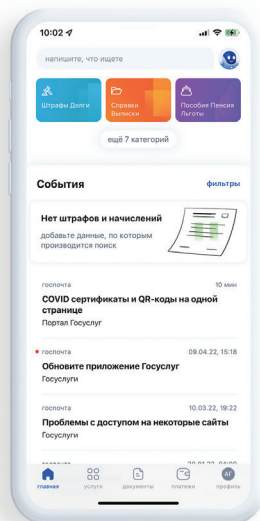 10:02
напишите, что ищете
Штрафы Долги
Справки
Выписки
Пособия Пенсия
Льготы
ещё 7 категорий
События
фильтры
Нет штрафов и начислений
добавьте данные, по которым
производится поиск
госпочта
10 мин
COVID сертификаты и QR-коды на одной
странице
Портал Госуслуг
госпочта
09.04.22, 15:18
Обновите приложение Госуслуг
Госуслуги
госпочта
10.03.22, 19:22
Проблемы с доступом на некоторые сайты
Госуслуги
главная
услуги
документы
платежи
АГ
профиль